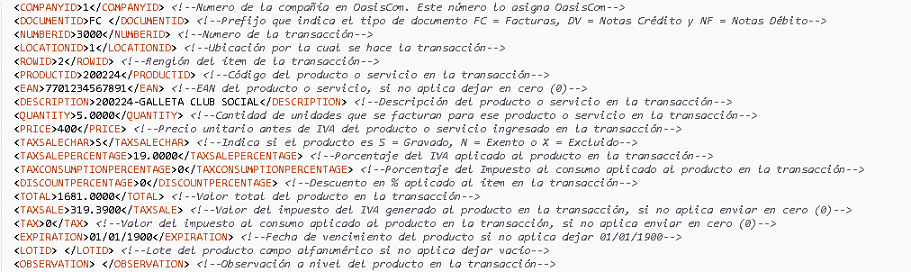 <COMPANYID>1</COMPANYID> <!--Numero de la compañía en OasisCom. Este número lo asigna OasisCom-->
<DOCUMENTID>FC </DOCUMENTID> <!--Prefijo que indica el tipo de documento FC = Facturas, DV = Notas Crédito y NF = Notas Débito-->
<NUMBERID>3000</NUMBERID> <!--Numero de la transacción-->
<LOCATIONID>1</LOCATIONID> <!--Ubicación por la cual se hace la transacción-->
<ROWID>2</ROWID> <!--Renglón del ítem de la transacción-->
<PRODUCTID>200224</PRODUCTID> <!--Código del producto o servicio en la transacción-->
<EAN>7701234567891</EAN> <!--EAN del producto o servicio, si no aplica dejar en cero (0)-->
<DESCRIPTION>200224-GALLETA CLUB SOCIAL</DESCRIPTION> <!--Descripción del producto o servicio en la transacción-->
<QUANTITY>5.0000</QUANTITY> <!--Cantidad de unidades que se facturan para ese producto o servicio en la transacción-->
<PRICE>400</PRICE> <!--Precio unitario antes de IVA del producto o servicio ingresado en la transacción-->
<TAXSALECHAR>S</TAXSALECHAR> <!--Indica si el producto es S = Gravado, N = Exento o X = Excluido-->
<TAXSALEPERCENTAGE>19.0000</TAXSALEPERCENTAGE> <!--Porcentaje del IVA aplicado al producto en la transacción-->
<TAXCONSUMPTIONPERCENTAGE>0</TAXCONSUMPTIONPERCENTAGE> <!--Porcentaje del Impuesto al consumo aplicado al producto en la transacción-->
<DISCOUNTPERCENTAGE>0</DISCOUNTPERCENTAGE> <!--Descuento en % aplicado al ítem en la transacción-->
<TOTAL>1681.0000</TOTAL> <!--Valor total del producto en la transacción-->
<TAXSALE>319.3900</TAXSALE> <!--Valor del impuesto del IVA generado al producto en la transacción, si no aplica enviar en cero (0)-->
<TAX>0</TAX> <!--Valor del impuesto al consumo aplicado al producto en la transacción, si no aplica enviar en cero (0)-->
<EXPIRATION>01/01/1900</EXPIRATION> <!--Fecha de vencimiento del producto si no aplica dejar 01/01/1900-->
<LOTID> </LOTID> <!--Lote del producto campo alfanumérico si no aplica dejar vacío-->
<OBSERVATION> </OBSERVATION> <!--Observación a nivel del producto en la transacción-->